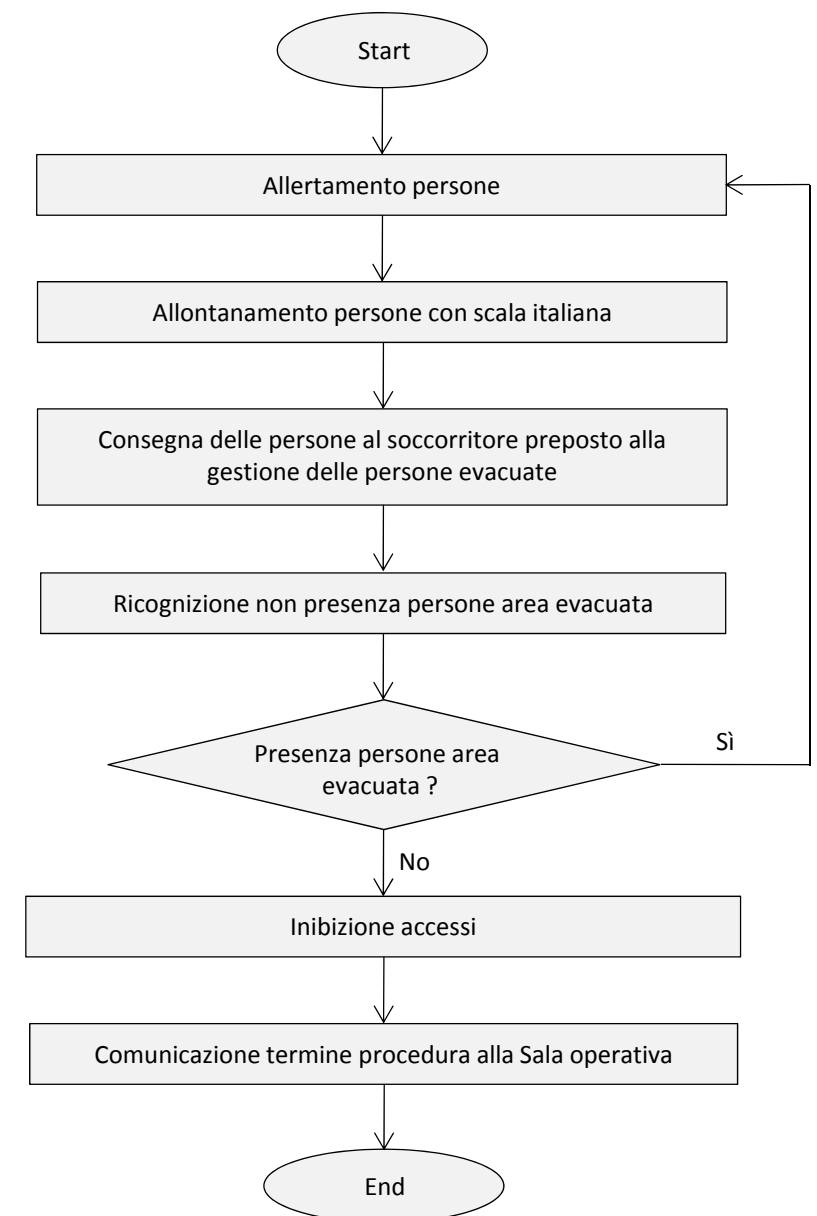 Start
Allertamento persone
Allontanamento persone con scala italiana
Consegna delle persone al soccorritore preposto alla
gestione delle persone evacuate
Ricognizione non presenza persone area evacuata
Presenza persone area
evacuata ?
Sì
No
Inibizione accessi
Comunicazione termine procedura alla Sala operativa
End